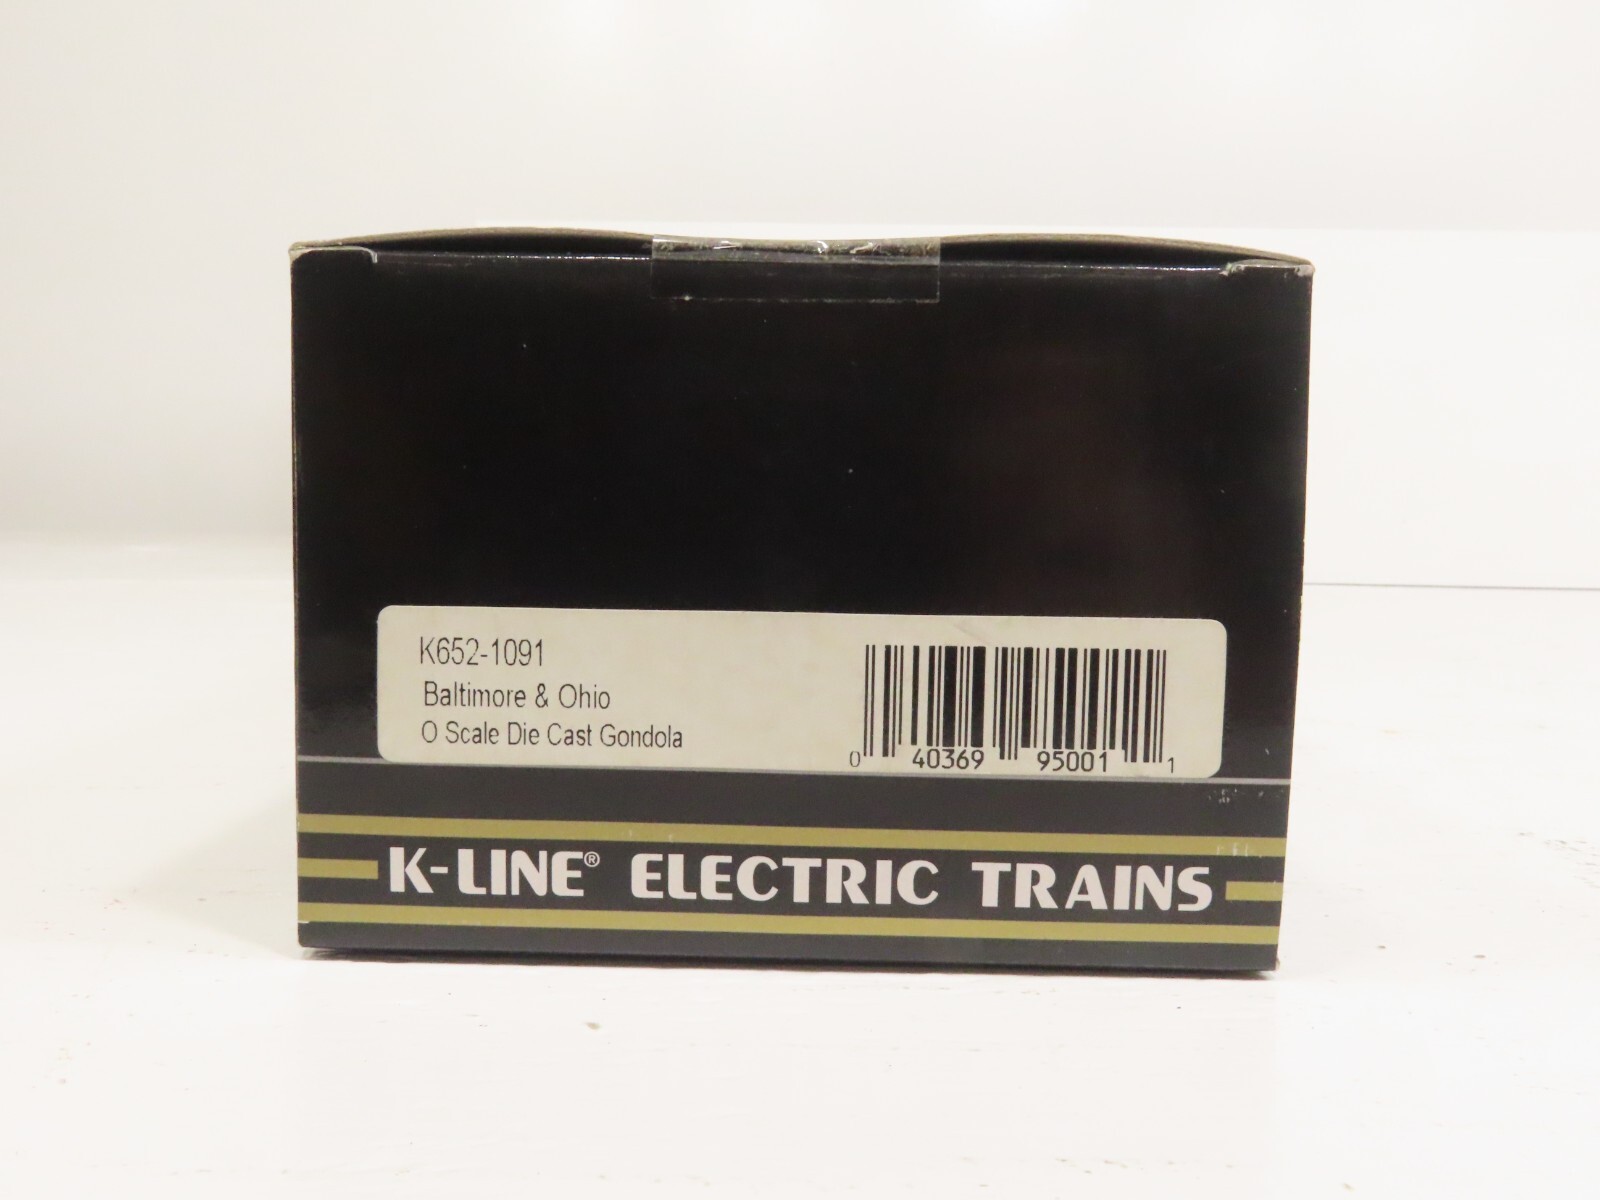 K652-1091
Baltimore & Ohio
O Scale Die Cast Gondola
0 40369 95001 1
K-LINE® ELECTRIC TRAINS